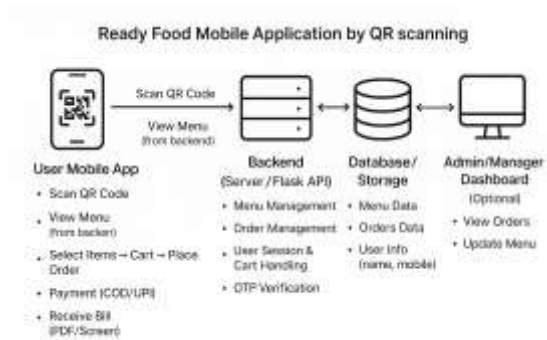 Ready Food Mobile Application by QR scanning
Scan QR Code
View Menu
(from backend)
User Mobile App
• Scan QR Code
• View Menu
(from backen)
• Select Items → Cart → Place
Order
• Payment (COD/UPI)
• Receive Bill
(PDF/Screen)
Backend
(Server/Flask API)
• Menu Management
• Order Management
• User Session &
Cart Handling
• OTP Verification
Database/
Storage
• Menu Data
• Orders Data
• User Info
(name, mobile)
Admin/Manager
Dashboard
(Optional)
• View Orders
• Update Menu